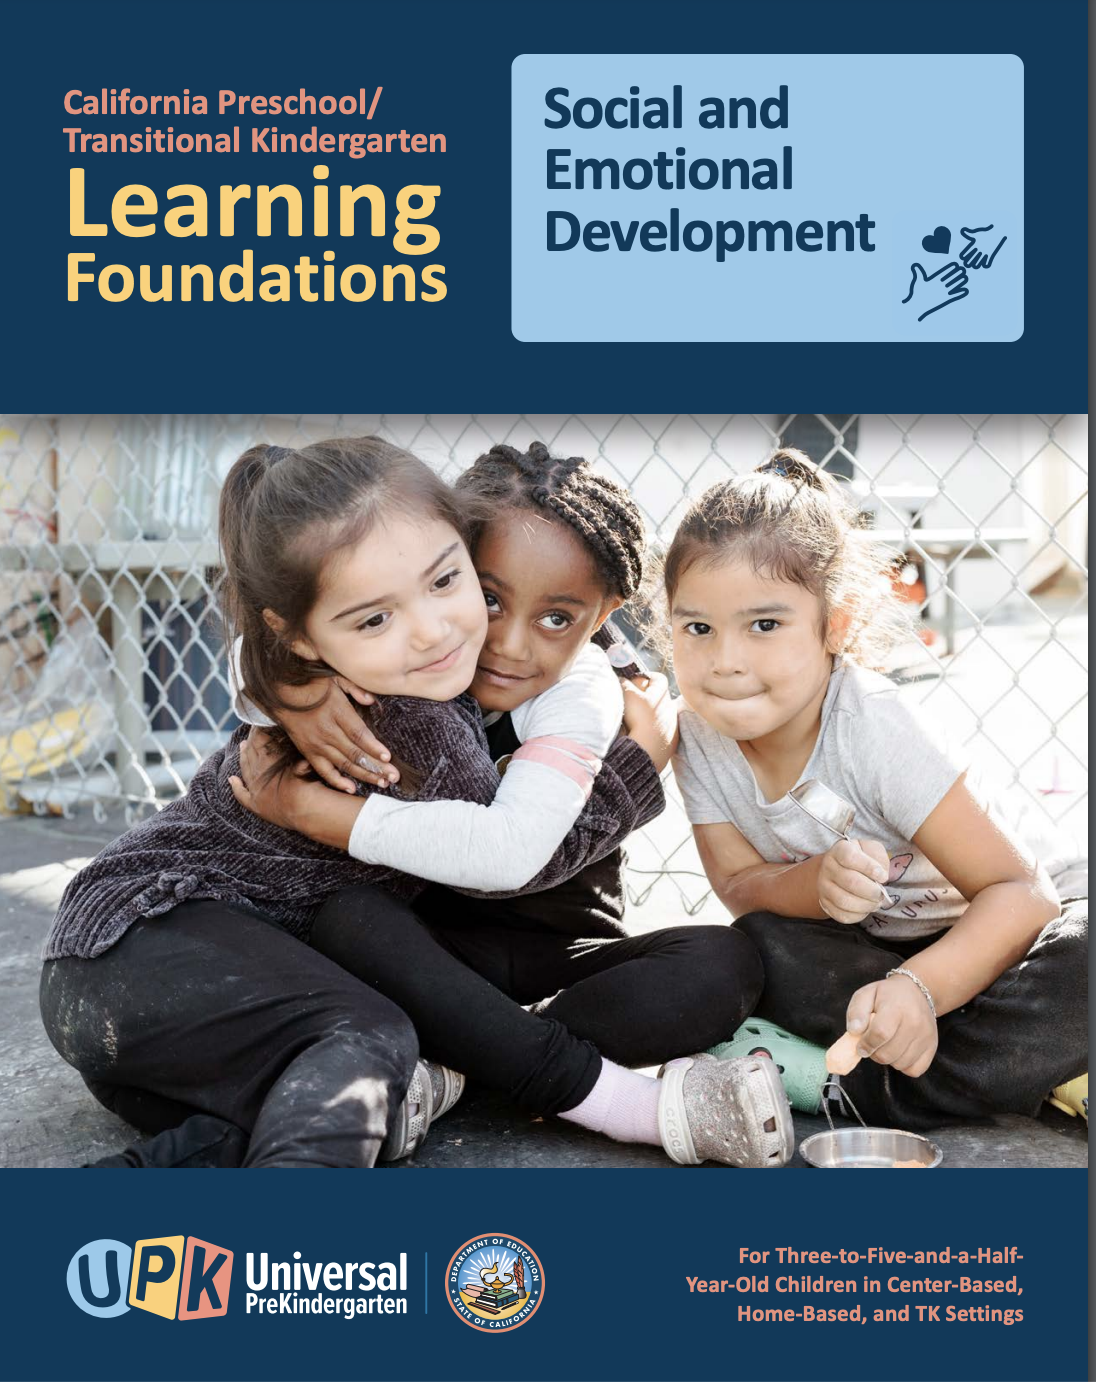 California Preschool/
Transitional Kindergarten
Learning
Foundations
Social and
Emotional
Development
UPK
Universal
PreKindergarten
DEPARTMENT OF EDUCATION
STATE OF CALIFORNIA
For Three-to-Five-and-a-Half-
Year-Old Children in Center-Based,
Home-Based, and TK Settings
crocs